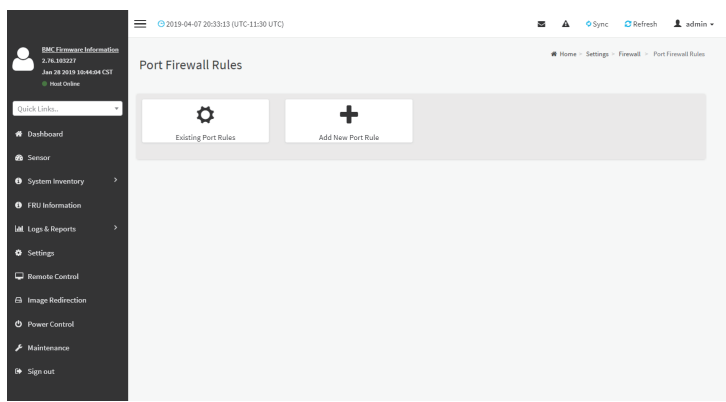 2019-04-07 20:33:13 (UTC-11:30 UTC)
Sync
Refresh
admin
BMC Firmware Information
2.76.103227
Jan 28 2019 10:44:04 CST
Host Online
Quick Links..
Dashboard
Sensor
System Inventory
FRU Information
Logs & Reports
Settings
Remote Control
Image Redirection
Power Control
Maintenance
Sign out
Port Firewall Rules
Home > Settings > Firewall > Port Firewall Rules
Existing Port Rules
Add New Port Rule